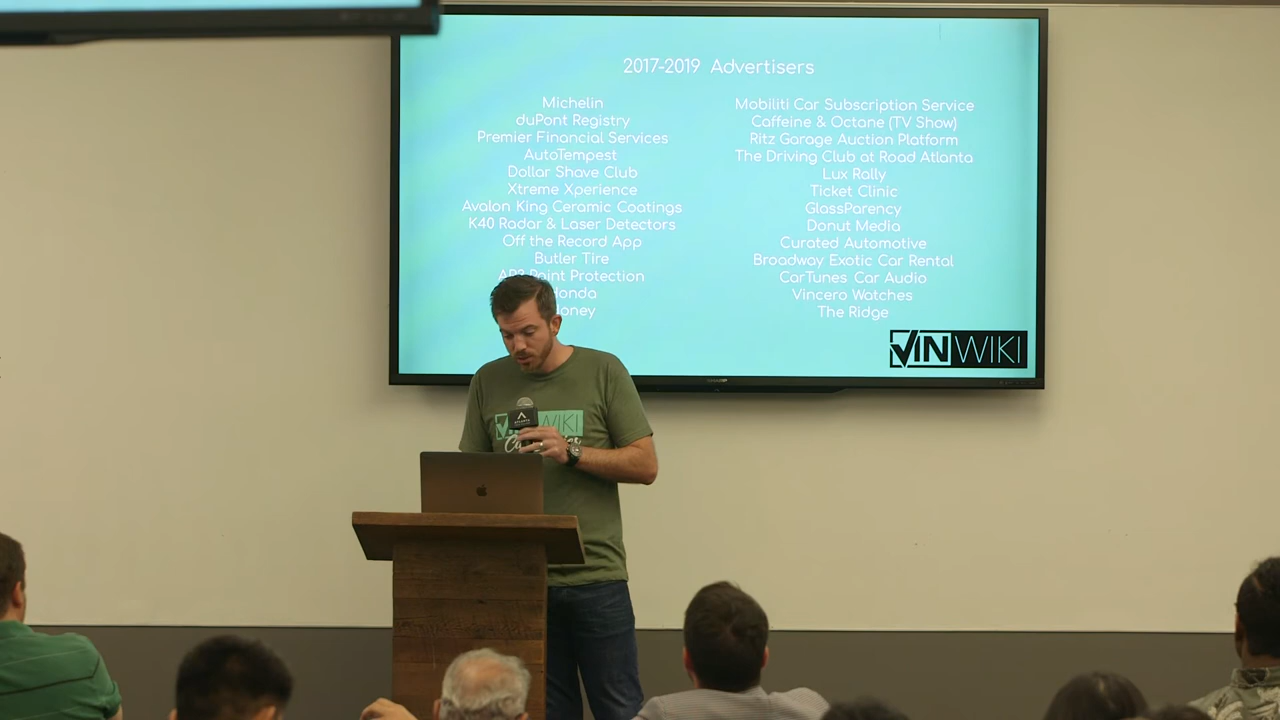 2017-2019 Advertisers
Michelin
duPont Registry
Premier Financial Services
AutoTempest
Dollar Shave Club
Xtreme Xperience
Avalon King Ceramic Coatings
K40 Radar & Laser Detectors
Off the Record App
Butler Tire
Paint Protection
Mobiliti Car Subscription Service
Caffeine & Octane (TV Show)
Ritz Garage Auction Platform
The Driving Club at Road Atlanta
Lux Rally
Ticket Clinic
GlassParency
Donut Media
Curated Automotive
Broadway Exotic Car Rental
CarTunes Car Audio
Vincero Watches
The Ridge
VINWIKI
VINWIKI
ATLANTA